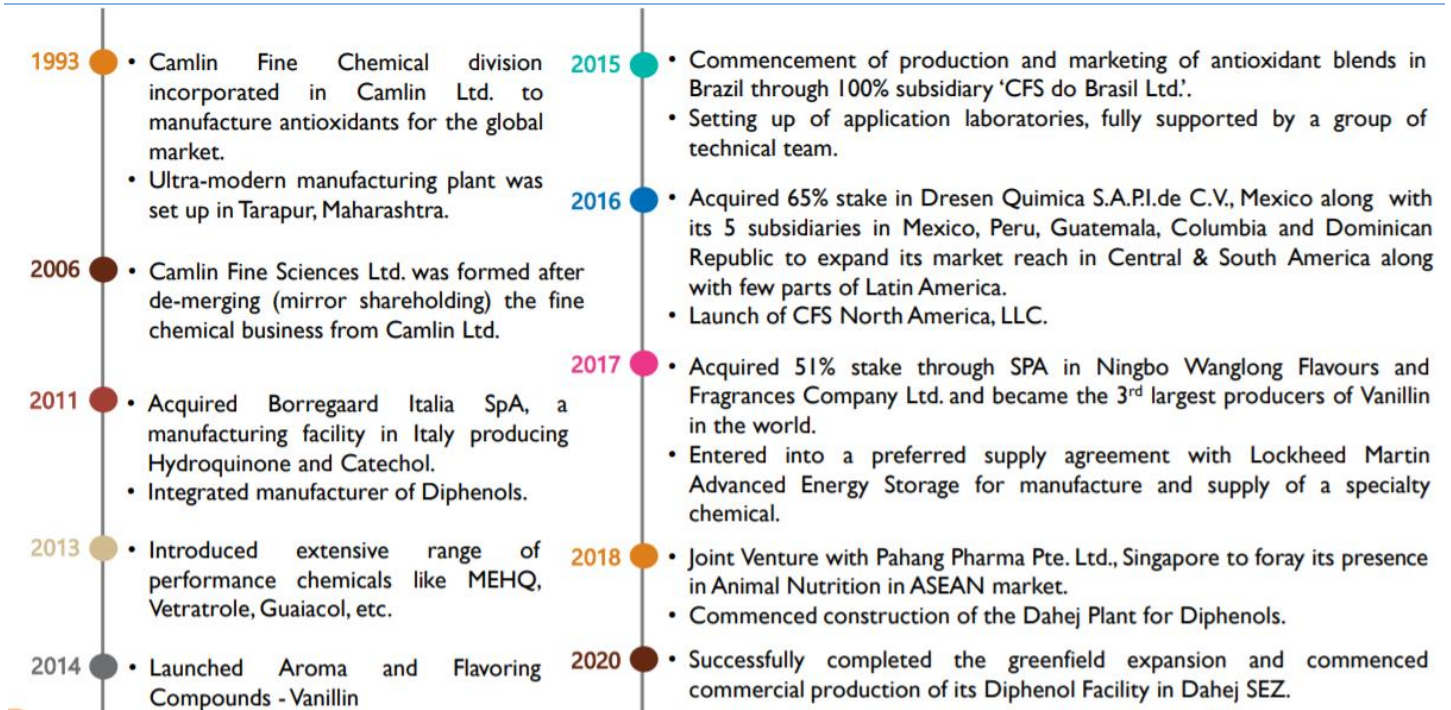 1993
• Camlin Fine Chemical division
incorporated in Camlin Ltd. to
manufacture antioxidants for the global
market.
• Ultra-modern manufacturing plant was
set up in Tarapur, Maharashtra.
2006
• Camlin Fine Sciences Ltd. was formed after
de-merging (mirror shareholding) the fine
chemical business from Camlin Ltd.
2011
• Acquired Borregaard Italia SpA, a
manufacturing facility in Italy producing
Hydroquinone and Catechol.
• Integrated manufacturer of Diphenols.
2013
• Introduced extensive range of
performance chemicals like MEHQ,
Vetratrole, Guaiacol, etc.
2014
• Launched Aroma and Flavoring
Compounds - Vanillin
2015
• Commencement of production and marketing of antioxidant blends in
Brazil through 100% subsidiary ‘CFS do Brasil Ltd.’.
• Setting up of application laboratories, fully supported by a group of
technical team.
2016
• Acquired 65% stake in Dresen Quimica S.A.P.I.de C.V., Mexico along with
its 5 subsidiaries in Mexico, Peru, Guatemala, Columbia and Dominican
Republic to expand its market reach in Central & South America along
with few parts of Latin America.
• Launch of CFS North America, LLC.
2017
• Acquired 51% stake through SPA in Ningbo Wanglong Flavours and
Fragrances Company Ltd. and became the 3rd largest producers of Vanillin
in the world.
• Entered into a preferred supply agreement with Lockheed Martin
Advanced Energy Storage for manufacture and supply of a specialty
chemical.
2018
• Joint Venture with Pahang Pharma Pte. Ltd., Singapore to foray its presence
in Animal Nutrition in ASEAN market.
• Commenced construction of the Dahej Plant for Diphenols.
2020
• Successfully completed the greenfield expansion and commenced
commercial production of its Diphenol Facility in Dahej SEZ.